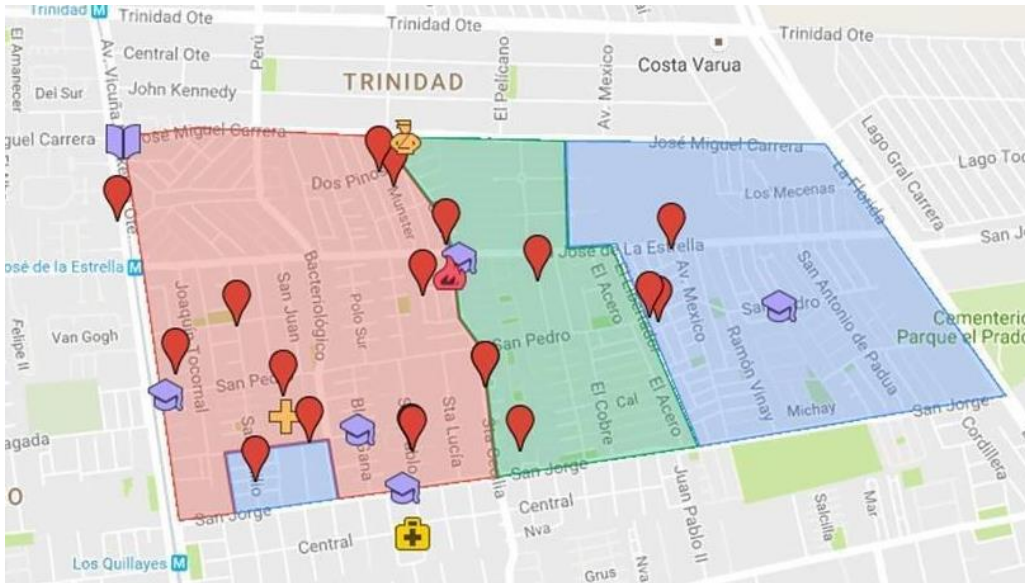 Trinidad M
Trinidad Ote
Trinidad Ote
El Amanecer
Av. Vicuña
Perú
Central Ote
Del Sur
John Kennedy
TRINIDAD
El Pelícano
Av. Mexico
Costa Varua
guel Carrera
José Miguel Carrera
José Miguel Carrera
La Florida
Lago Gral Carrera
Lago To
Dos Pinos
Munster
Los Mecenas
Ote.
San J
José de la Estrella M
José de La Estrella
Joaquín Tocornal
San Juan
Bacteriológico
Polo Sur
El Acero
El Libertador
Av. Mexico
San Pedro
San Antonio de Padua
Felipe II
Van Gogh
San Pedro
Ramón Vinay
Cementerio
Parque el Prado
San Pe
Sta Lucía
El Cobre
Cal
El Acero
Michay
San Jorge
Cordillera
agada
O
San Jorge
San Jorge
Central
Central
Nva
Nva
Juan Pablo II
Salcilla
Mar
Los Quillayes M
Grus